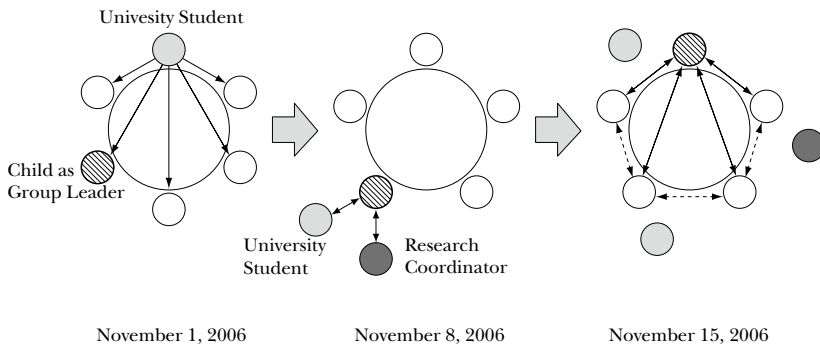 Univesity Student
Child as
Group Leader
University
Student
Research
Coordinator
November 1, 2006
November 8, 2006
November 15, 2006